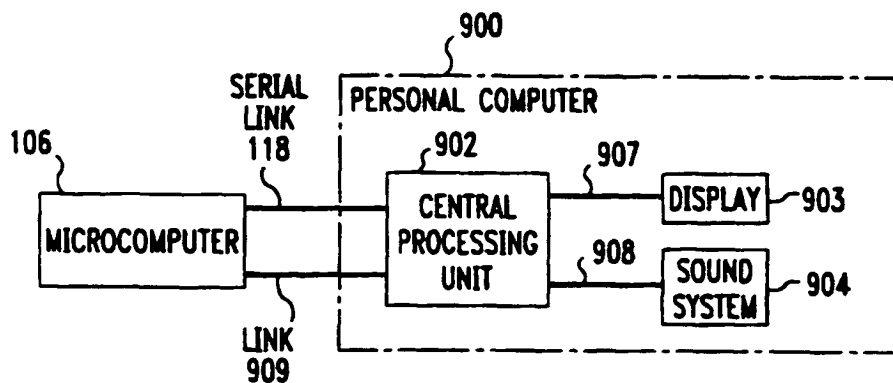 900
SERIAL
LINK
118
PERSONAL COMPUTER
106
902
907
MICROCOMPUTER
CENTRAL
PROCESSING
UNIT
DISPLAY
903
908
SOUND
SYSTEM
904
LINK
909